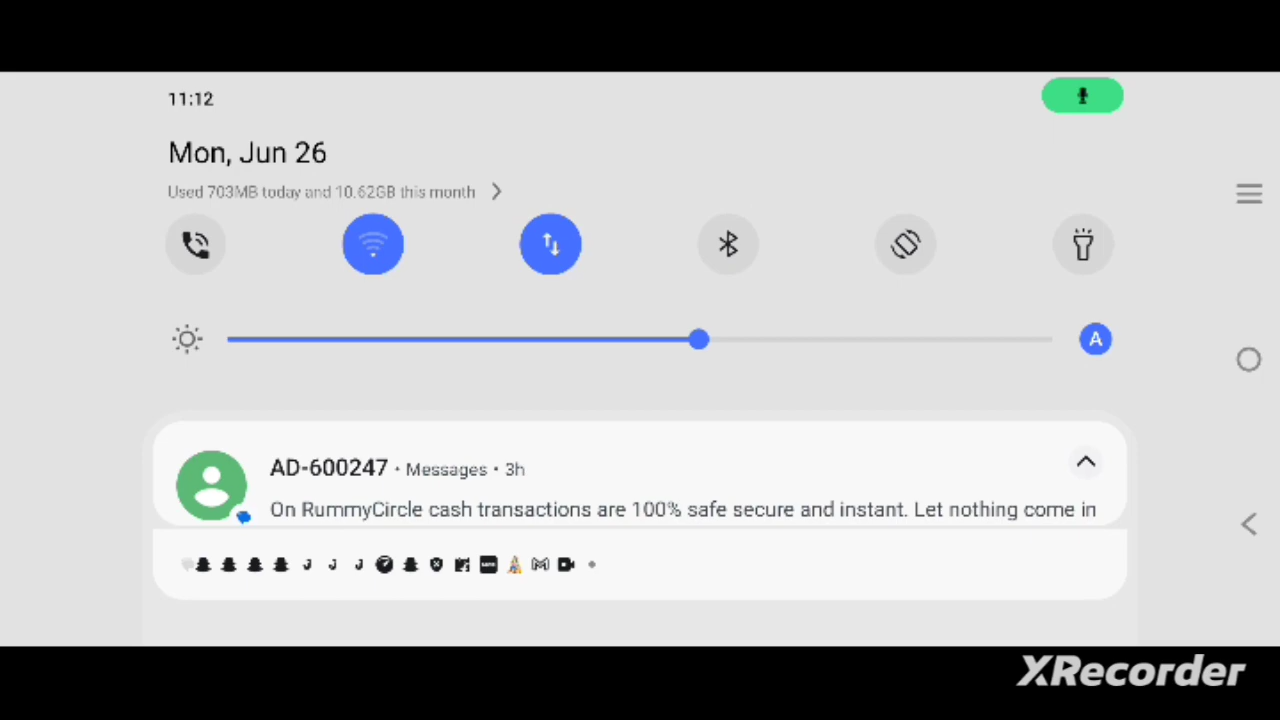 11:12
Mon, Jun 26
Used 703MB today and 10.62GB this month
A
AD-600247 • Messages • 3h
On RummyCircle cash transactions are 100% safe secure and instant. Let nothing come in
XRecorder